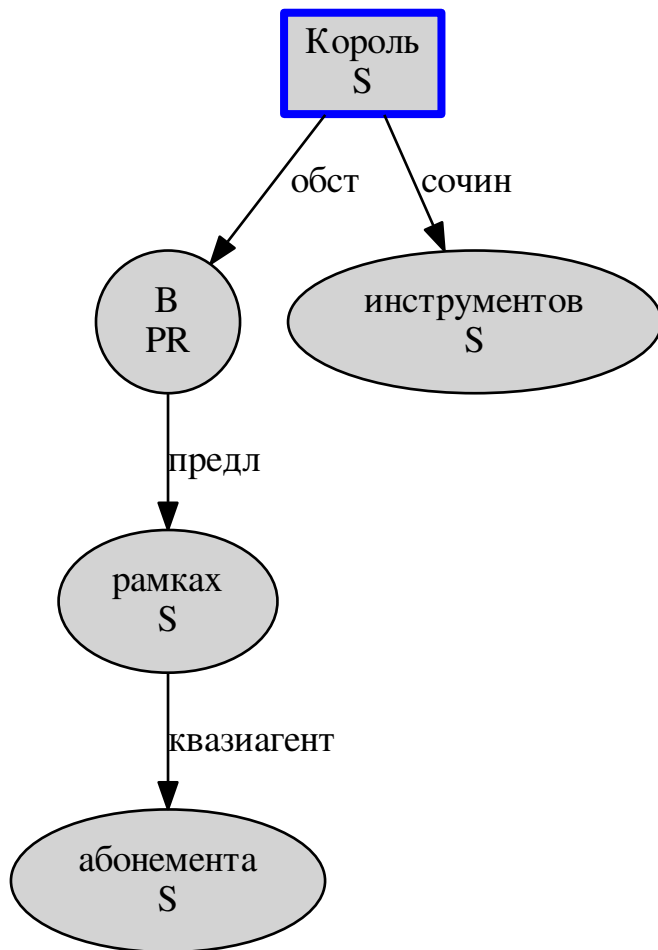 Король
S
обст
сочин
В
PR
инструментов
S
предл
рамках
S
квазиагент
абонемента
S